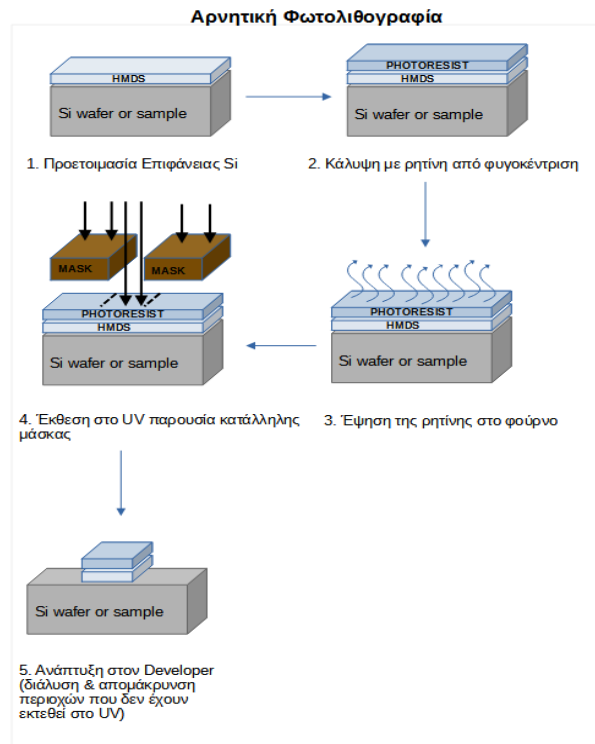 Αρνητική Φωτολιθογραφία
HMDS
Si wafer or sample
1. Προετοιμασία Επιφάνειας Si
PHOTORESIST
HMDS
Si wafer or sample
2. Κάλυψη με ρητίνη από φυγοκέντριση
MASK
MASK
PHOTORESIST
HMDS
Si wafer or sample
4. Έκθεση στο UV παρουσία κατάλληλης
μάσκας
PHOTORESIST
HMDS
Si wafer or sample
3. Έψηση της ρητίνης στο φούρνο
Si wafer or sample
5. Ανάπτυξη στον Developer
(διάλυση & απομάκρυνση
περιοχών που δεν έχουν
εκτεθεί στο UV)